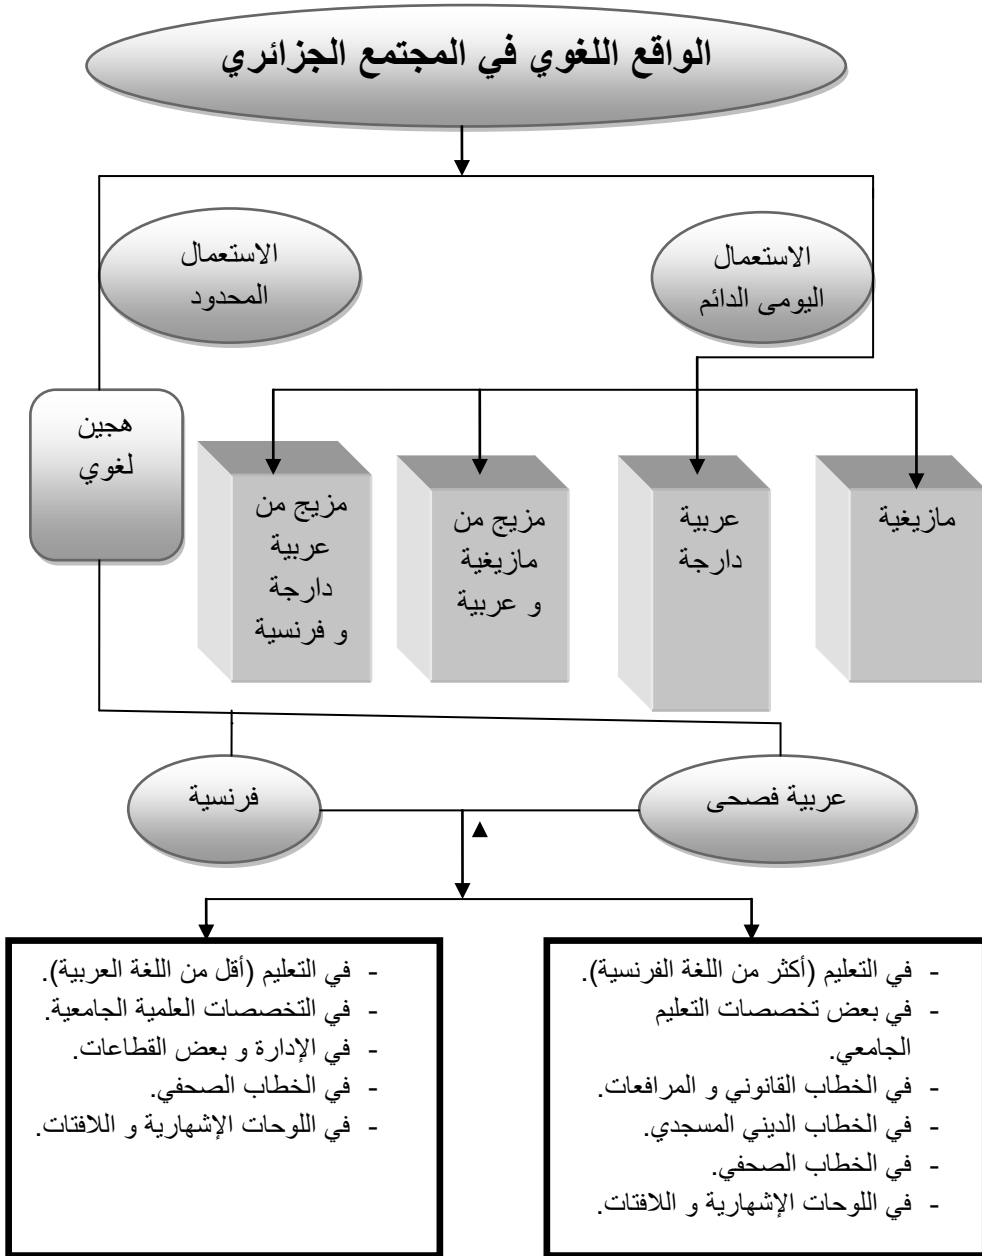 الواقع اللغوي في المجتمع الجزائري
الاستعمال
اليومى الدائم
الاستعمال
المحدود
هجين
لغوي
مازيغية
عربية
دارجة
مزيج من
مازيغية
و عربية
مزيج من
عربية
دارجة
و فرنسية
عربية فصحى
فرنسية
- في التعليم (أكثر من اللغة الفرنسية).
- في بعض تخصصات التعليم
الجامعي.
- في الخطاب القانوني و المرافعات.
- في الخطاب الديني المسجدي.
- في الخطاب الصحفي.
- في اللوحات الإشهارية و اللافتات.
- في التعليم (أقل من اللغة العربية).
- في التخصصات العلمية الجامعية.
- في الإدارة و بعض القطاعات.
- في الخطاب الصحفي.
- في اللوحات الإشهارية و اللافتات.